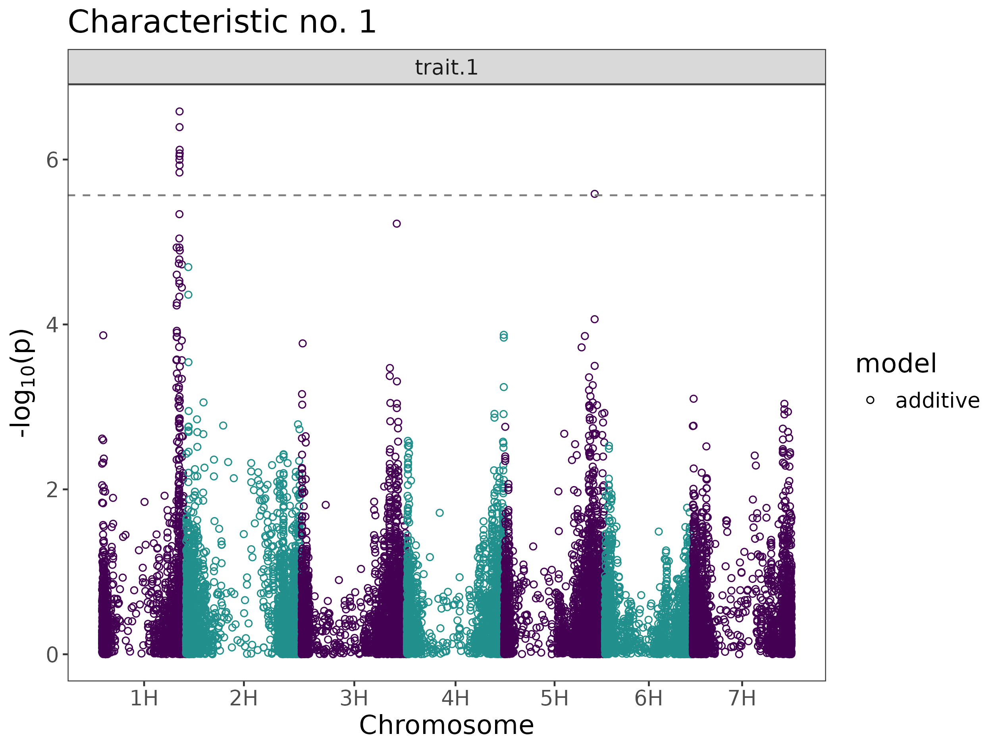 Characteristic no. 1
trait.1
6
4
2
0
-log₁₀(p)
1H 2H 3H 4H 5H 6H 7H
Chromosome
model
additive